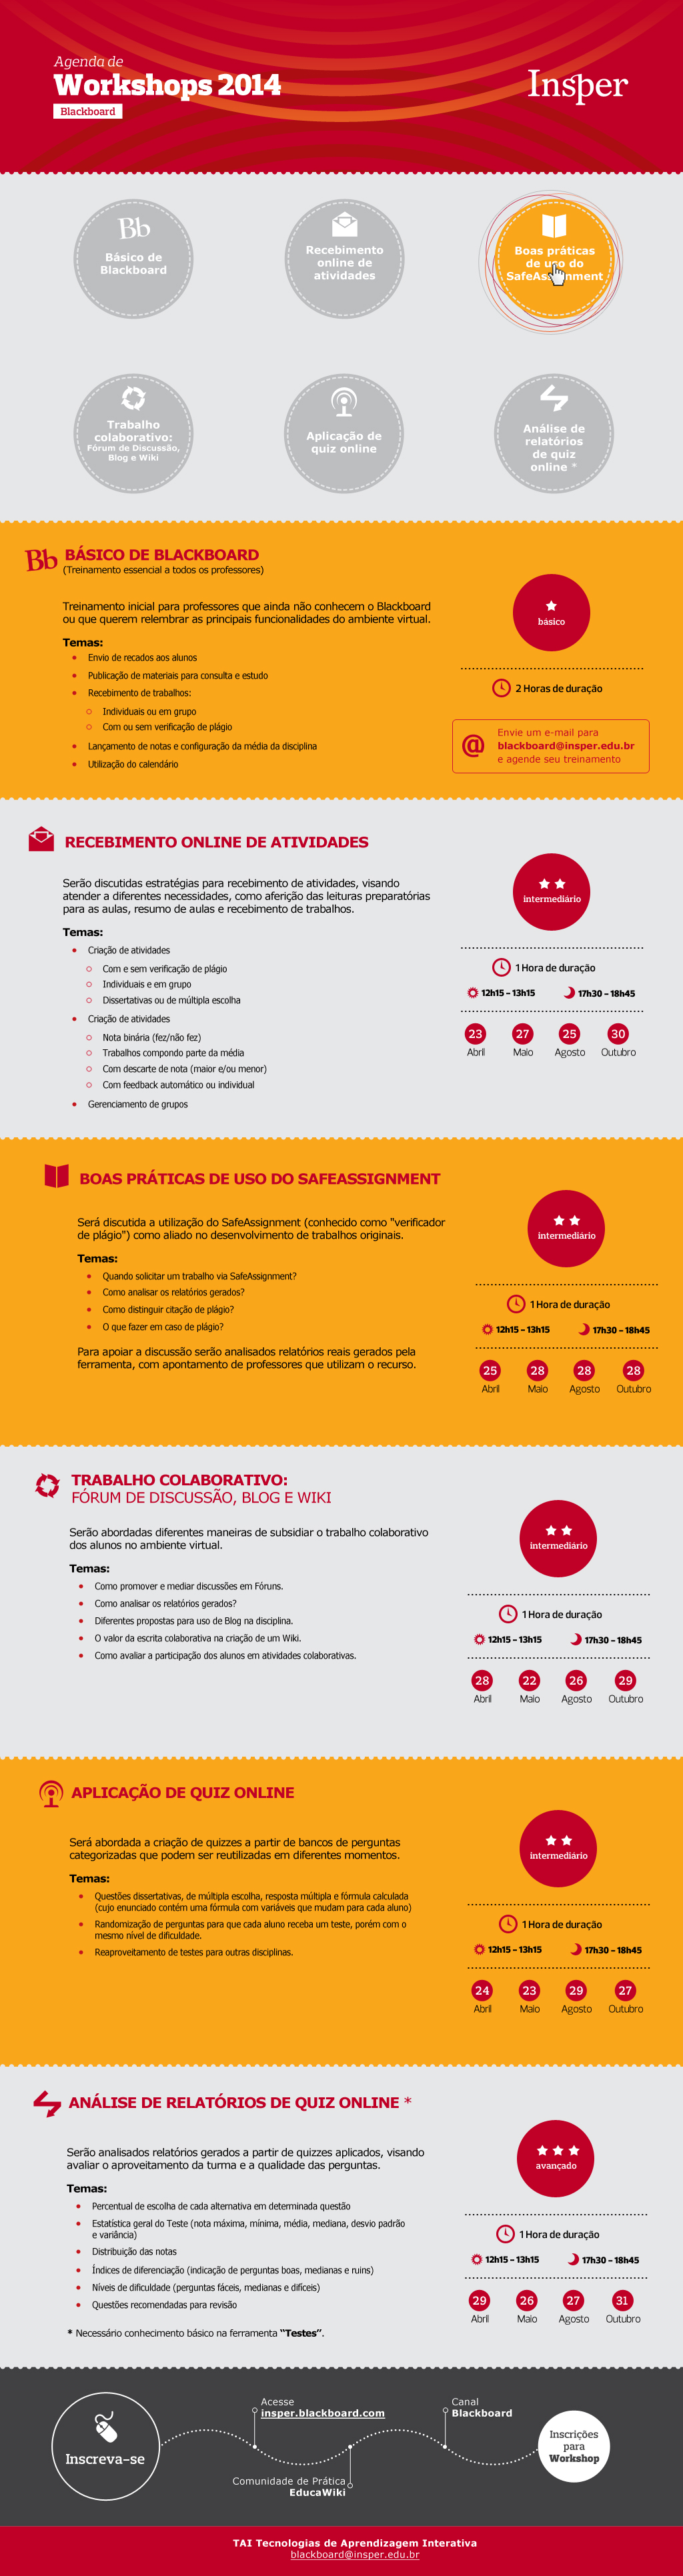 Agenda de
Workshops 2014
Blackboard
Insper
Bb
Básico de
Blackboard
Recebimento
online de
atividades
Boas práticas
de uso do
Trabalho
colaborativo:
Fórum de Discussão,
Blog e Wiki
Aplicação de
quiz online
Análise de
relatórios
de quiz
online *
Bb BÁSICO DE BLACKBOARD
(Treinamento essencial a todos os professores)
Treinamento inicial para professores que ainda não conhecem o Blackboard
ou que querem relembrar as principais funcionalidades do ambiente virtual.
Temas:
Envio de recados aos alunos
Publicação de materiais para consulta e estudo
Recebimento de trabalhos:
Individuais ou em grupo
Com ou sem verificação de plágio
Lançamento de notas e configuração da média da disciplina
Utilização do calendário
básico
2 Horas de duração
@
Envie um e-mail para
blackboard@insper.edu.br
e agende seu treinamento
RECEBIMENTO ONLINE DE ATIVIDADES
Serão discutidas estratégias para recebimento de atividades, visando
atender a diferentes necessidades, como aferição das leituras preparatórias
para as aulas, resumo de aulas e recebimento de trabalhos.
Temas:
Criação de atividades
Com e sem verificação de plágio
Individuais e em grupo
Dissertativas ou de múltipla escolha
Criação de atividades
Nota binária (fez/não fez)
Trabalhos compondo parte da média
Com descarte de nota (maior e/ou menor)
Com feedback automático ou individual
Gerenciamento de grupos
intermediário
1 Hora de duração
12h15 – 13h15 17h30 – 18h45
23 27 25 30
Abril Maio Agosto Outubro
BOAS PRÁTICAS DE USO DO SAFEASSIGNMENT
Será discutida a utilização do SafeAssignment (conhecido como "verificador
de plágio") como aliado no desenvolvimento de trabalhos originais.
Temas:
Quando solicitar um trabalho via SafeAssignment?
Como analisar os relatórios gerados?
Como distinguir citação de plágio?
O que fazer em caso de plágio?
Para apoiar a discussão serão analisados relatórios reais gerados pela
ferramenta, com apontamento de professores que utilizam o recurso.
intermediário
1 Hora de duração
12h15 – 13h15 17h30 – 18h45
25 28 28 28
Abril Maio Agosto Outubro
TRABALHO COLABORATIVO:
FÓRUM DE DISCUSSÃO, BLOG E WIKI
Serão abordadas diferentes maneiras de subsidiar o trabalho colaborativo
dos alunos no ambiente virtual.
Temas:
Como promover e mediar discussões em Fóruns.
Como analisar os relatórios gerados?
Diferentes propostas para uso de Blog na disciplina.
O valor da escrita colaborativa na criação de um Wiki.
Como avaliar a participação dos alunos em atividades colaborativas.
intermediário
1 Hora de duração
12h15 – 13h15 17h30 – 18h45
28 22 26 29
Abril Maio Agosto Outubro
APLICAÇÃO DE QUIZ ONLINE
Será abordada a criação de quizzes a partir de bancos de perguntas
categorizadas que podem ser reutilizadas em diferentes momentos.
Temas:
Questões dissertativas, de múltipla escolha, resposta múltipla e fórmula calculada
(cujo enunciado contém uma fórmula com variáveis que mudam para cada aluno)
Randomização de perguntas para que cada aluno receba um teste, porém com o
mesmo nível de dificuldade.
Reaproveitamento de testes para outras disciplinas.
intermediário
1 Hora de duração
12h15 – 13h15 17h30 – 18h45
24 23 29 27
Abril Maio Agosto Outubro
ANÁLISE DE RELATÓRIOS DE QUIZ ONLINE *
Serão analisados relatórios gerados a partir de quizzes aplicados, visando
avaliar o aproveitamento da turma e a qualidade das perguntas.
Temas:
Percentual de escolha de cada alternativa em determinada questão
Estatística geral do Teste (nota máxima, mínima, média, mediana, desvio padrão
e variância)
Distribuição das notas
Índices de diferenciação (indicação de perguntas boas, medianas e ruins)
Níveis de dificuldade (perguntas fáceis, medianas e difíceis)
Questões recomendadas para revisão
* Necessário conhecimento básico na ferramenta “Testes”.
avançado
1 Hora de duração
12h15 – 13h15 17h30 – 18h45
29 26 27 31
Abril Maio Agosto Outubro
Inscreva-se
Acesse
insper.blackboard.com
Comunidade de Prática
EducaWiki
Canal
Blackboard
Inscrições
para
Workshop
TAI Tecnologias de Aprendizagem Interativa
blackboard@insper.edu.br